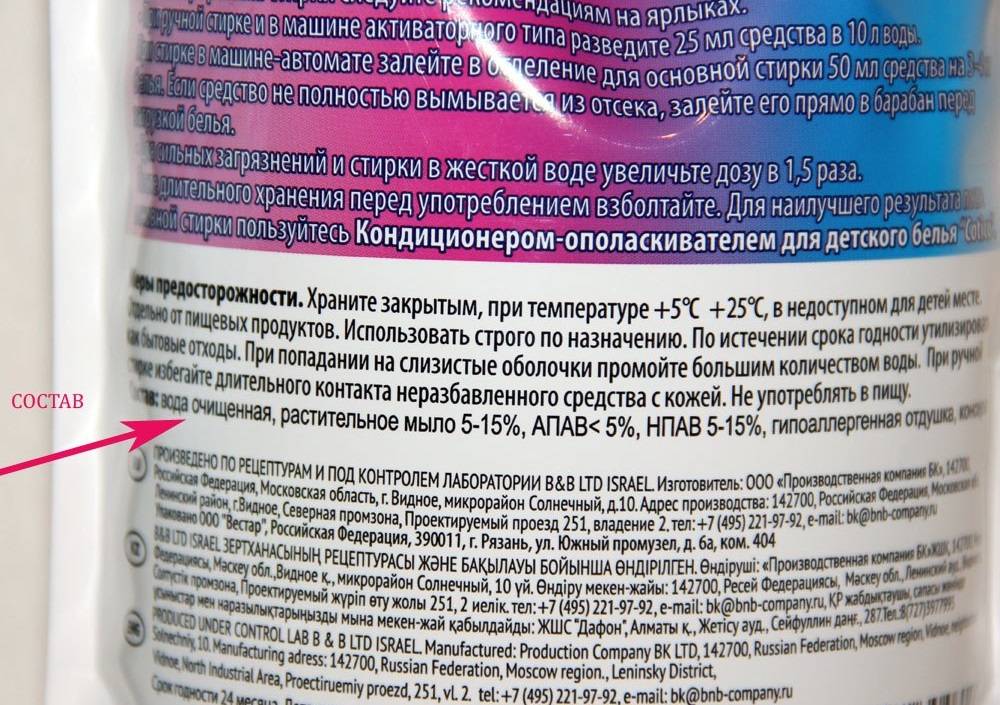 рекомендациям на ярлыках.
ручной стирке и в машине активаторного типа разведите 25 мл средства в 10 л воды.
стирке в машине-автомате залейте в отделение для основной стирки 50 мл средства на 3-4
Если средство не полностью вымывается из отсека, залейте его прямо в барабан перед
белья.
сильных загрязнений и стирки в жесткой воде увеличьте дозу в 1,5 раза.
длительного хранения перед употреблением взболтайте. Для наилучшего результата
стирки пользуйтесь Кондиционером-ополаскивателем для детского белья
предосторожности. Храните закрытым, при температуре +5°С +25°С, в недоступном для детей месте.
от пищевых продуктов. Использовать строго по назначению. По истечении срока годности
бытовые отходы. При попадании на слизистые оболочки промойте большим количеством воды. При ручной
избегайте длительного контакта неразбавленного средства с кожей. Не употреблять в пищу.
СОСТАВ
вода очищенная, растительное мыло 5-15%, АПАВ< 5%, НПАВ 5-15%, гипоаллергенная отдушка,
ПРОИЗВЕДЕНО ПО РЕЦЕПТУРАМ И ПОД КОНТРОЛЕМ ЛАБОРАТОРИИ B&B LTD ISRAEL. Изготовитель: ООО «Производственная компания БК», 142700,
Российская Федерация, Московская область, г. Видное, микрорайон Солнечный, д.10. Адрес производства: 142700, Российская Федерация, Московская
Ленинский район, г.Видное, Северная промзона, Проектируемый проезд 251, владение 2. тел: +7 (495) 221-97-92, e-mail: bk@bnb-company.ru
Упаковано ООО "Вестар", Российская Федерация, 390011, г. Рязань, ул. Южный промузел, д. 6а, ком. 404
B&B LTD ISRAEL ЗЕРТХАНАСЫНЫҢ РЕЦЕПТУРАСЫ ЖӘНЕ БАҚЫЛАУЫ БОЙЫНША ӨНДІРІЛГЕН. Өндіруші: «Производственная компания БК»
Федерациясы, Маскеу обл.,Видное қ., микрорайон Солнечный, 10 үй. Өндіру мекен-жайы: 142700, Ресей Федерациясы, Маскеу обл., Ленинский
промзона, Проектируемый жүріп өту жолы 251, 2 иелік. тел: +7 (495) 221-97-92, e-mail: bk@bnb-company.ru, ҚР
мен наразылықтарыңызды мына мекен-жай қабылдайды: ЖШС "Дафон", Алматы қ., Жетісу ауд., Сейфуллин даңғ., 287.
PRODUCED UNDER CONTROL LAB B & B LTD ISRAEL. Manufactured: Production Company BK LTD, 142700, Russian Federation, Moscow region, Vidnoe,
Solnechniy, 10. Manufacturing adress: 142700, Russian Federation, Moscow region., Leninsky District,
Vidnoe, North Industrial Area, Proectiruemiy proezd, 251, vl. 2. tel: +7 (495) 221-97-92, e-mail: bk@bnb-company.ru
Срок годности 24 месяца.